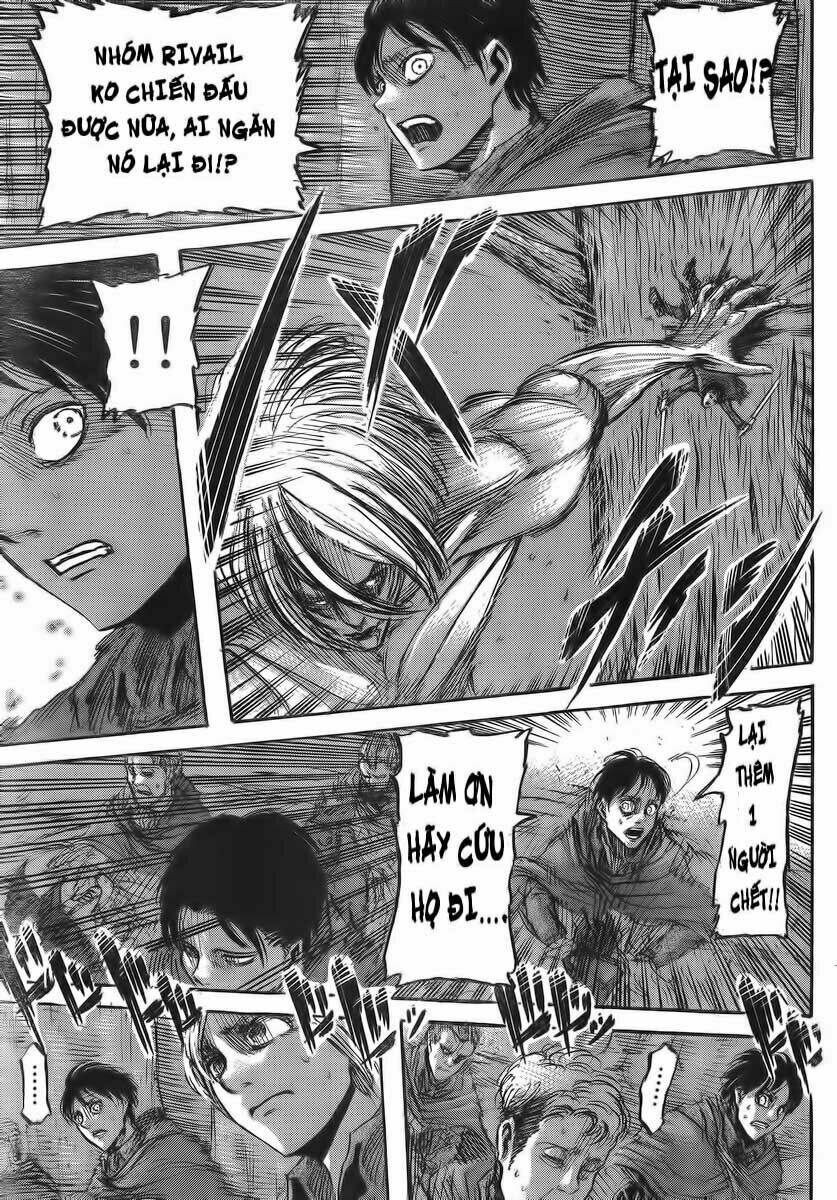 TẠI SAO!?
NHÓM RIVAIL
KO CHIẾN ĐẤU
ĐƯỢC NỮA, AI NGĂN
NÓ LẠI ĐI!?
!!
LẠI
THÊM
1
NGƯỜI
CHẾT!!
LÀM ƠN
HÃY CỨU
HỌ ĐI....
......
......